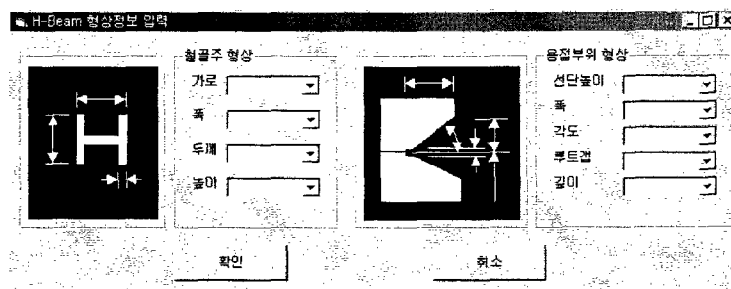 H-Beam 형상정보 입력
철골주 형상
가로
폭
두께
높이
용접부위 형상
선단높이
폭
각도
루트갭
깊이
확인
취소